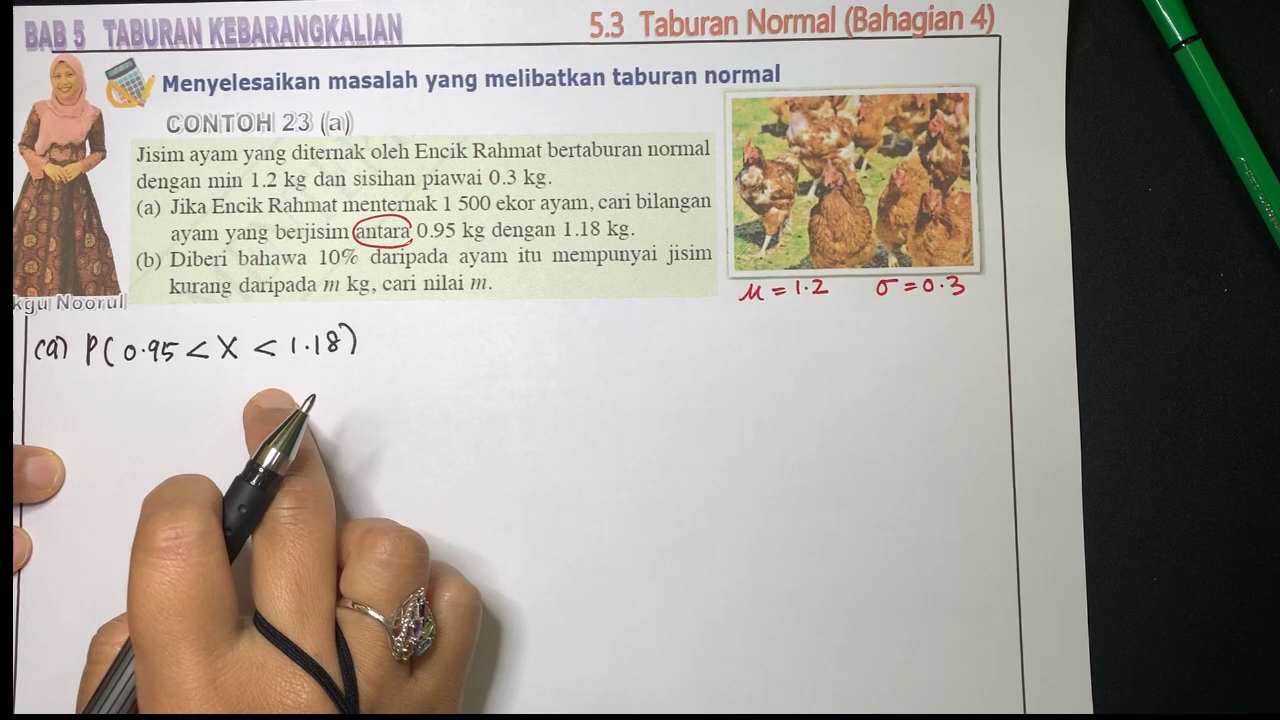 BAB 5 TABURAN KEBARANGKALIAN
5.3 Taburan Normal (Bahagian 4)
Menyelesaikan masalah yang melibatkan taburan normal
CONTOH 23 (a)
Jisim ayam yang diternak oleh Encik Rahmat bertaburan normal
dengan min 1.2 kg dan sisihan piawai 0.3 kg.
(a) Jika Encik Rahmat menternak 1 500 ekor ayam, cari bilangan
ayam yang berjisim antara 0.95 kg dengan 1.18 kg.
(b) Diberi bahawa 10% daripada ayam itu mempunyai jisim
kurang daripada m kg, cari nilai m.
kgu Noorul
μ = 1.2 σ = 0.3
(a) P(0.95 < X < 1.18)